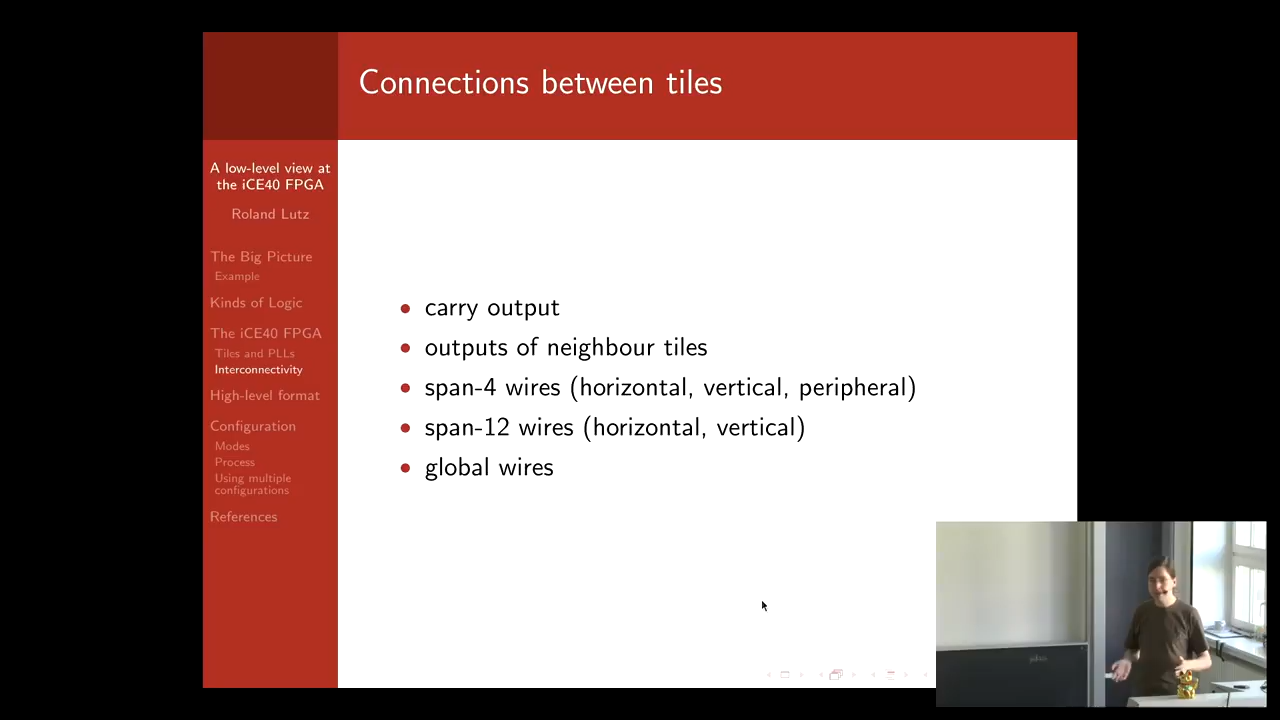 Connections between tiles
A low-level view at
the iCE40 FPGA
Roland Lutz
The Big Picture
Example
Kinds of Logic
The iCE40 FPGA
Tiles and PLLs
Interconnectivity
High-level format
Configuration
Modes
Process
Using multiple
configurations
References
• carry output
• outputs of neighbour tiles
• span-4 wires (horizontal, vertical, peripheral)
• span-12 wires (horizontal, vertical)
• global wires